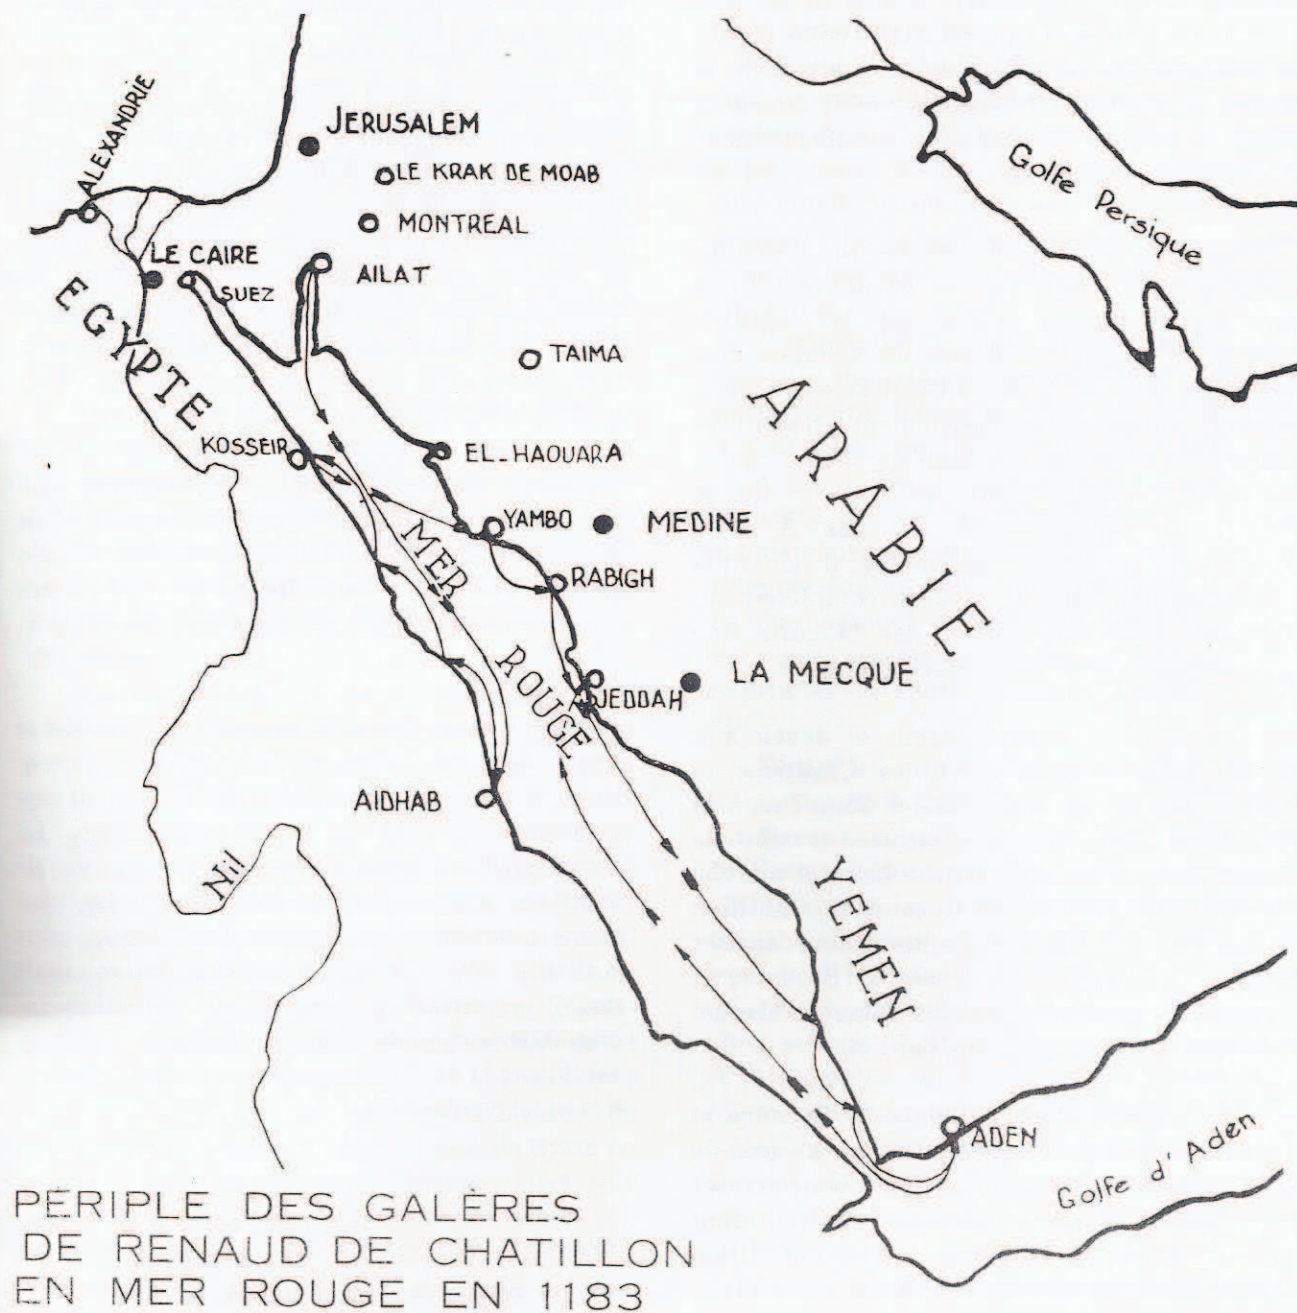 ALEXANDRIE
JERUSALEM
LE KRAK DE MOAB
MONTREAL
LE CAIRE
SUEZ
AILAT
Golfe Persique
EGYPTE
TAIMA
ARABIE
KOSSEIR
EL-HAOUARA
YAMBO
MEDINE
MER ROUGE
RABIGH
JEDDAH
LA MECQUE
AIDHAB
Nil
YEMEN
ADEN
Golfe d'Aden
PERIPLE DES GALÈRES
DE RENAUD DE CHATILLON
EN MER ROUGE EN 1183